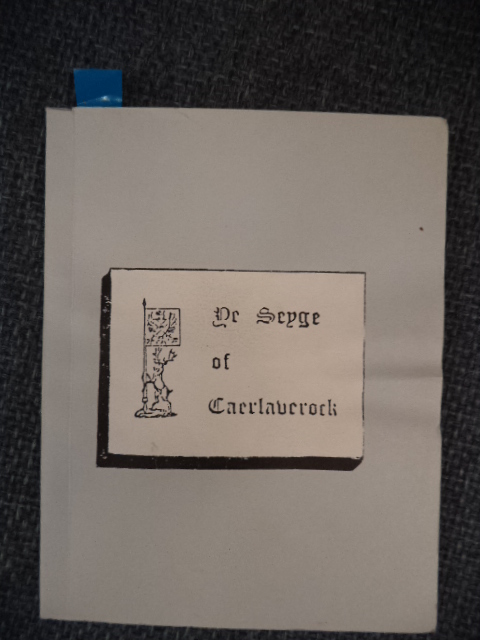 Ye Seyge
of
Caerlaverock